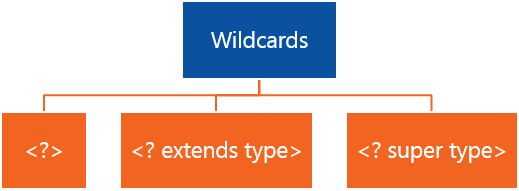 Wildcards
<?>
<? extends type>
<? super type>